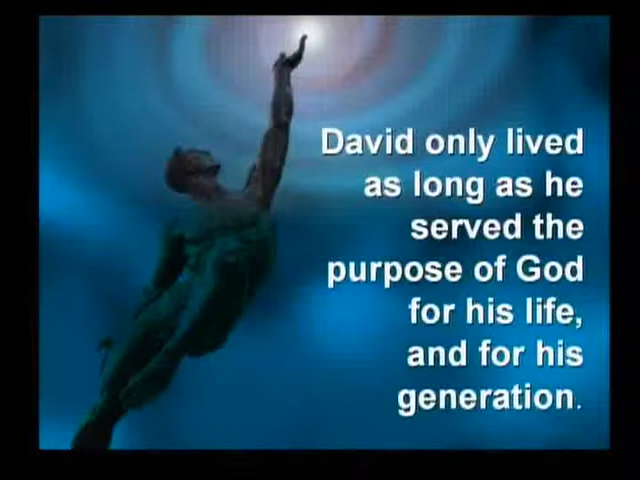 David only lived
as long as he
served the
purpose of God
for his life,
and for his
generation.